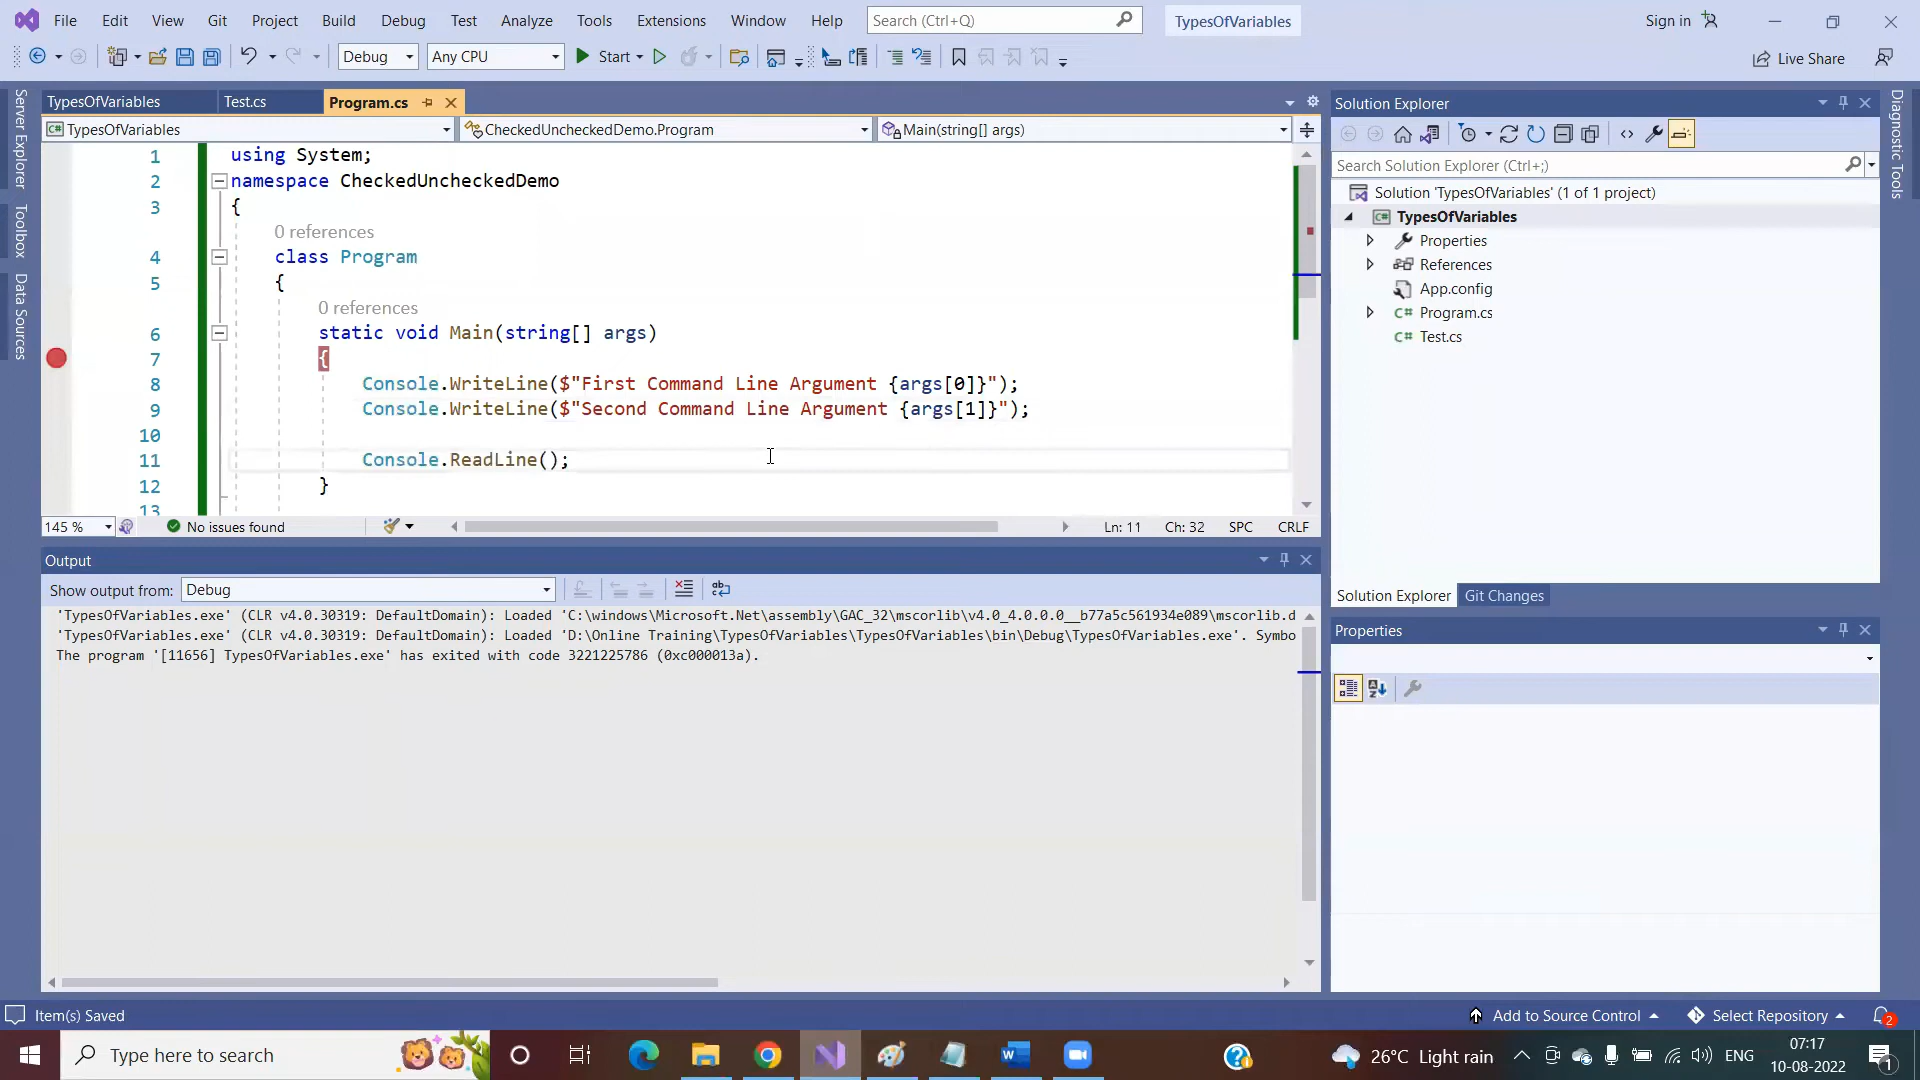 File Edit View Git Project Build Debug Test Analyze Tools Extensions Window Help Search (Ctrl+Q) TypesOfVariables Sign in
Debug Any CPU Start Live Share
Server Explorer
Toolbox
Data Sources
TypesOfVariables Test.cs Program.cs
TypesOfVariables CheckedUncheckedDemo.Program Main(string[] args)
1 using System;
2 namespace CheckedUncheckedDemo
3 {
0 references
4 class Program
5 {
0 references
6 static void Main(string[] args)
7 {
8 Console.WriteLine($"First Command Line Argument {args[0]}");
9 Console.WriteLine($"Second Command Line Argument {args[1]}");
10
11 Console.ReadLine();
12 }
13
145 % No issues found Ln: 11 Ch: 32 SPC CRLF
Output
Show output from: Debug
'TypesOfVariables.exe' (CLR v4.0.30319: DefaultDomain): Loaded 'C:\windows\Microsoft.Net\assembly\GAC_32\mscorlib\v4.0_4.0.0.0__b77a5c561934e089\mscorlib.d
'TypesOfVariables.exe' (CLR v4.0.30319: DefaultDomain): Loaded 'D:\Online Training\TypesOfVariables\TypesOfVariables\bin\Debug\TypesOfVariables.exe'. Symbo
The program '[11656] TypesOfVariables.exe' has exited with code 3221225786 (0xc000013a).
Solution Explorer
Search Solution Explorer (Ctrl+;)
Solution 'TypesOfVariables' (1 of 1 project)
C# TypesOfVariables
Properties
References
App.config
C# Program.cs
C# Test.cs
Solution Explorer Git Changes
Properties
Diagnostic Tools
Item(s) Saved Add to Source Control Select Repository 2
Type here to search 26°C Light rain ENG 07:17
10-08-2022 1